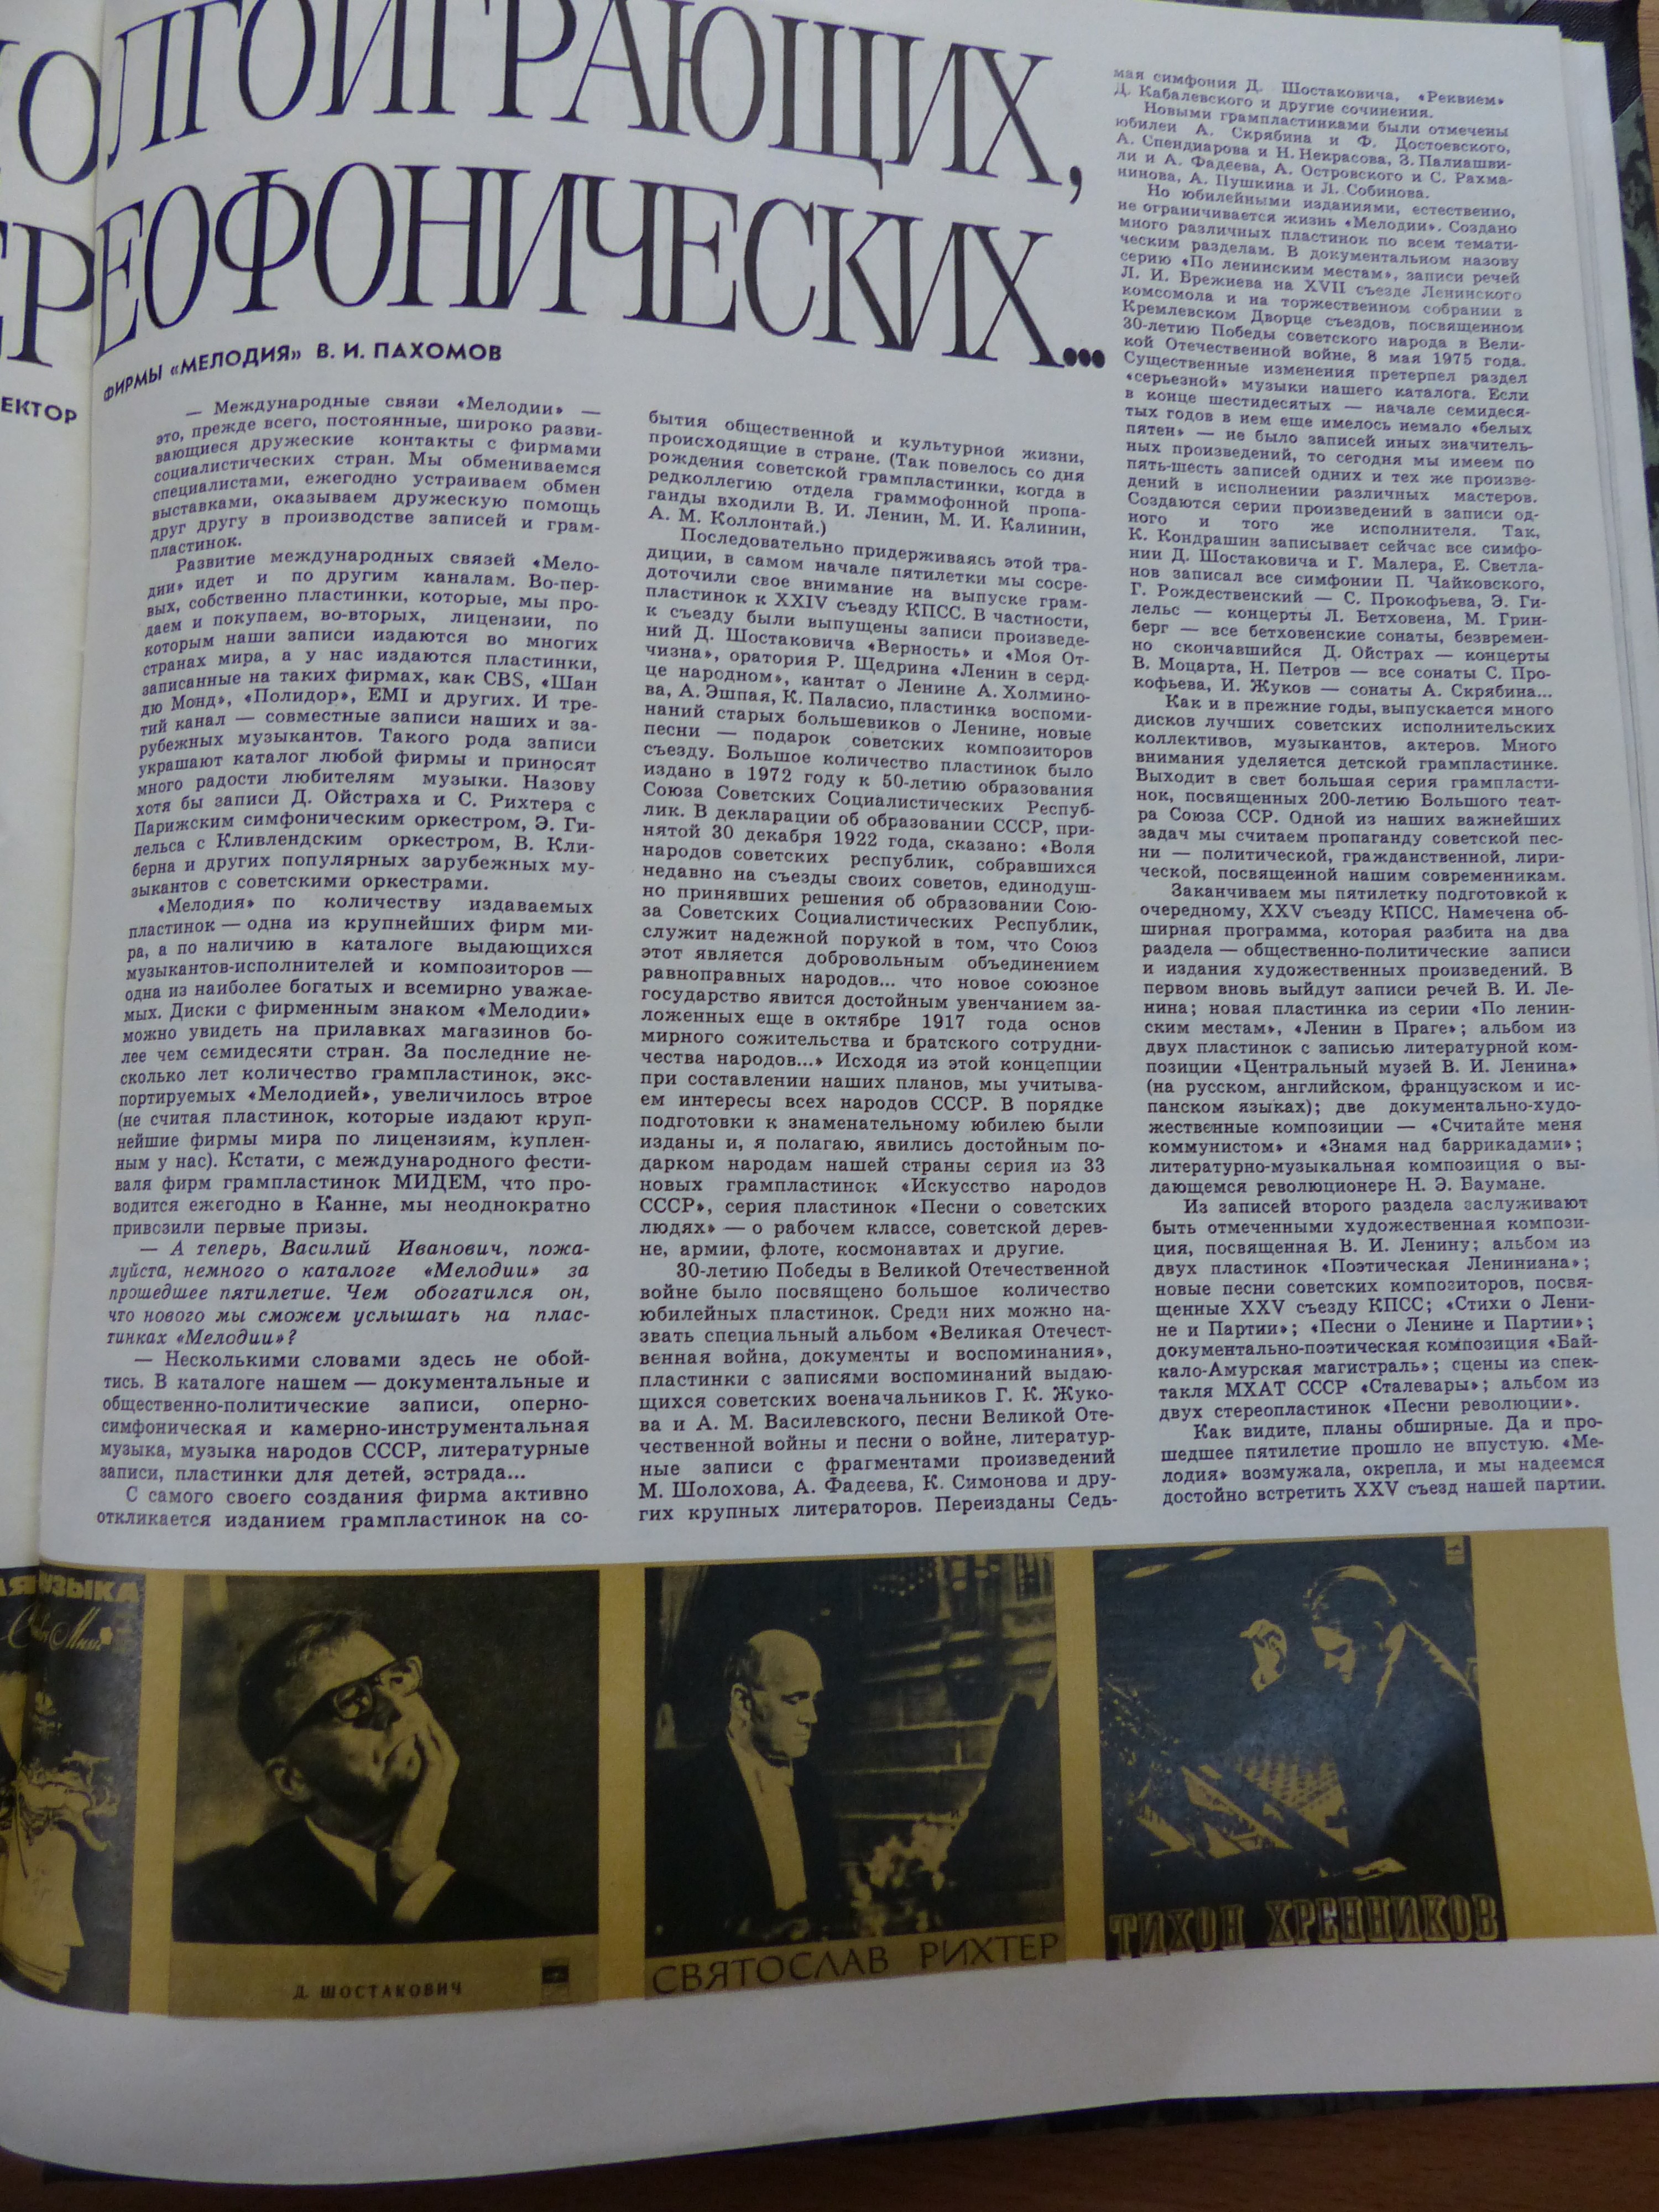 ОЛГОИГРАЮЩИХ,
ЕРЕОФОНИЧЕСКИХ...
ЕКТОР
ФИРМЫ «МЕЛОДИЯ» В. И. ПАХОМОВ
— Международные связи «Мелодии» —
это, прежде всего, постоянные, широко разви-
вающиеся дружеские контакты с фирмами
социалистических стран. Мы обмениваемся
специалистами, ежегодно устраиваем обмен
выставками, оказываем дружескую помощь
друг другу в производстве записей и грам-
пластинок.
Развитие международных связей «Мело-
дии» идет и по другим каналам. Во-пер-
вых, собственно пластинки, которые, мы про-
даем и покупаем, во-вторых, лицензии, по
которым наши записи издаются во многих
странах мира, а у нас издаются пластинки,
записанные на таких фирмах, как CBS, «Шан
дю Монд», «Полидор», EMI и других. И тре-
тий канал — совместные записи наших и за-
рубежных музыкантов. Такого рода записи
украшают каталог любой фирмы и приносят
много радости любителям музыки. Назову
хотя бы записи Д. Ойстраха и С. Рихтера с
Парижским симфоническим оркестром, Э. Ги-
лельса с Кливлендским оркестром, В. Кли-
берна и других популярных зарубежных му-
зыкантов с советскими оркестрами.
«Мелодия» по количеству издаваемых
пластинок — одна из крупнейших фирм ми-
ра, а по наличию в каталоге выдающихся
музыкантов-исполнителей и композиторов —
одна из наиболее богатых и всемирно уважае-
мых. Диски с фирменным знаком «Мелодии»
можно увидеть на прилавках магазинов бо-
лее чем семидесяти стран. За последние не-
сколько лет количество грампластинок, экс-
портируемых «Мелодией», увеличилось втрое
(не считая пластинок, которые издают круп-
нейшие фирмы мира по лицензиям, куплен-
ным у нас). Кстати, с международного фести-
валя фирм грампластинок МИДЕМ, что про-
водится ежегодно в Канне, мы неоднократно
привозили первые призы.
— А теперь, Василий Иванович, пожа-
луйста, немного о каталоге «Мелодии» за
прошедшее пятилетие. Чем обогатился он,
что нового мы сможем услышать на плас-
тинках «Мелодии»?
— Несколькими словами здесь не обой-
тись. В каталоге нашем — документальные и
общественно-политические записи, оперно-
симфоническая и камерно-инструментальная
музыка, музыка народов СССР, литературные
записи, пластинки для детей, эстрада...
С самого своего создания фирма активно
откликается изданием грампластинок на со-
бытия общественной и культурной жизни,
происходящие в стране. (Так повелось со дня
рождения советской грампластинки, когда в
редколлегию отдела граммофонной пропа-
ганды входили В. И. Ленин, М. И. Калинин,
А. М. Коллонтай.)
Последовательно придерживаясь этой тра-
диции, в самом начале пятилетки мы сосре-
доточили свое внимание на выпуске грам-
пластинок к XXIV съезду КПСС. В частности,
к съезду были выпущены записи произведе-
ний Д. Шостаковича «Верность» и «Моя От-
чизна», оратория Р. Щедрина «Ленин в серд-
це народном», кантат о Ленине А. Холмино-
ва, А. Эшпая, К. Паласио, пластинка воспоми-
наний старых большевиков о Ленине, новые
песни — подарок советских композиторов
съезду. Большое количество пластинок было
издано в 1972 году к 50-летию образования
Союза Советских Социалистических Респуб-
лик. В декларации об образовании СССР, при-
нятой 30 декабря 1922 года, сказано: «Воля
народов советских республик, собравшихся
недавно на съезды своих советов, единодуш-
но принявших решения об образовании Сою-
за Советских Социалистических Республик,
служит надежной порукой в том, что Союз
этот является добровольным объединением
равноправных народов... что новое союзное
государство явится достойным увенчанием за-
ложенных еще в октябре 1917 года основ
мирного сожительства и братского сотрудни-
чества народов...» Исходя из этой концепции
при составлении наших планов, мы учитыва-
ем интересы всех народов СССР. В порядке
подготовки к знаменательному юбилею были
изданы и, я полагаю, явились достойным по-
дарком народам нашей страны серия из 33
новых грампластинок «Искусство народов
СССР», серия пластинок «Песни о советских
людях» — о рабочем классе, советской дерев-
не, армии, флоте, космонавтах и другие.
30-летию Победы в Великой Отечественной
войне было посвящено большое количество
юбилейных пластинок. Среди них можно на-
звать специальный альбом «Великая Отечест-
венная война, документы и воспоминания»,
пластинки с записями воспоминаний выдаю-
щихся советских военачальников Г. К. Жуко-
ва и А. М. Василевского, песни Великой Оте-
чественной войны и песни о войне, литератур-
ные записи с фрагментами произведений
М. Шолохова, А. Фадеева, К. Симонова и дру-
гих крупных литераторов. Переизданы Седь-
мая симфония Д. Шостаковича, «Реквием»
Д. Кабалевского и другие сочинения.
Новыми грампластинками были отмечены
юбилеи А. Скрябина и Ф. Достоевского,
А. Спендиарова и Н. Некрасова, З. Палиашви-
ли и А. Фадеева, А. Островского и С. Рахма-
нинова, А. Пушкина и Л. Собинова.
Но юбилейными изданиями, естественно,
не ограничивается жизнь «Мелодии». Создано
много различных пластинок по всем темати-
ческим разделам. В документальном назову
серию «По ленинским местам», записи речей
Л. И. Брежнева на XVII съезде Ленинского
комсомола и на торжественном собрании в
Кремлевском Дворце съездов, посвященном
30-летию Победы советского народа в Вели-
кой Отечественной войне, 8 мая 1975 года.
Существенные изменения претерпел раздел
«серьезной» музыки нашего каталога. Если
в конце шестидесятых — начале семидеся-
тых годов в нем еще имелось немало «белых
пятен» — не было записей иных значитель-
ных произведений, то сегодня мы имеем по
пять-шесть записей одних и тех же произве-
дений в исполнении различных мастеров.
Создаются серии произведений в записи од-
ного и того же исполнителя. Так,
К. Кондрашин записывает сейчас все симфо-
нии Д. Шостаковича и Г. Малера, Е. Светла-
нов записал все симфонии П. Чайковского,
Г. Рождественский — С. Прокофьева, Э. Ги-
лельс — концерты Л. Бетховена, М. Грин-
берг — все бетховенские сонаты, безвремен-
но скончавшийся Д. Ойстрах — концерты
В. Моцарта, Н. Петров — все сонаты С. Про-
кофьева, И. Жуков — сонаты А. Скрябина...
Как и в прежние годы, выпускается много
дисков лучших советских исполнительских
коллективов, музыкантов, актеров. Много
внимания уделяется детской грампластинке.
Выходит в свет большая серия грампласти-
нок, посвященных 200-летию Большого теат-
ра Союза ССР. Одной из наших важнейших
задач мы считаем пропаганду советской пес-
ни — политической, гражданственной, лири-
ческой, посвященной нашим современникам.
Заканчиваем мы пятилетку подготовкой к
очередному, XXV съезду КПСС. Намечена об-
ширная программа, которая разбита на два
раздела — общественно-политические записи
и издания художественных произведений. В
первом вновь выйдут записи речей В. И. Ле-
нина; новая пластинка из серии «По ленин-
ским местам», «Ленин в Праге»; альбом из
двух пластинок с записью литературной ком-
позиции «Центральный музей В. И. Ленина»
(на русском, английском, французском и ис-
панском языках); две документально-худо-
жественные композиции — «Считайте меня
коммунистом» и «Знамя над баррикадами»;
литературно-музыкальная композиция о вы-
дающемся революционере Н. Э. Баумане.
Из записей второго раздела заслуживают
быть отмеченными художественная компози-
ция, посвященная В. И. Ленину; альбом из
двух пластинок «Поэтическая Лениниана»;
новые песни советских композиторов, посвя-
щенные XXV съезду КПСС; «Стихи о Лени-
не и Партии»; «Песни о Ленине и Партии»;
документально-поэтическая композиция «Бай-
кало-Амурская магистраль»; сцены из спек-
такля МХАТ СССР «Сталевары»; альбом из
двух стереопластинок «Песни революции».
Как видите, планы обширные. Да и про-
шедшее пятилетие прошло не впустую. «Ме-
лодия» возмужала, окрепла, и мы надеемся
достойно встретить XXV съезд нашей партии.
Д. ШОСТАКОВИЧ
СВЯТОСЛАВ РИХТЕР
ТИХОН ХРЕННИКОВ